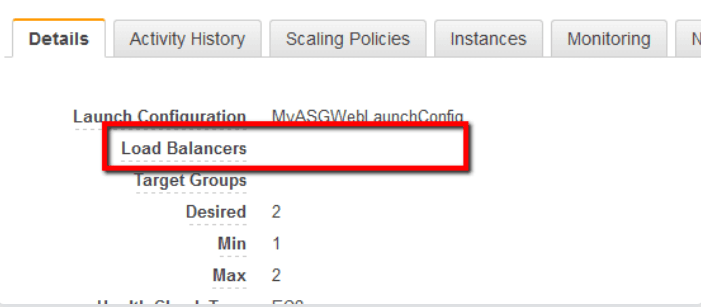 Details Activity History Scaling Policies Instances Monitoring N
Launch Configuration MyASGWebLaunchConfig
Load Balancers
Target Groups
Desired 2
Min 1
Max 2